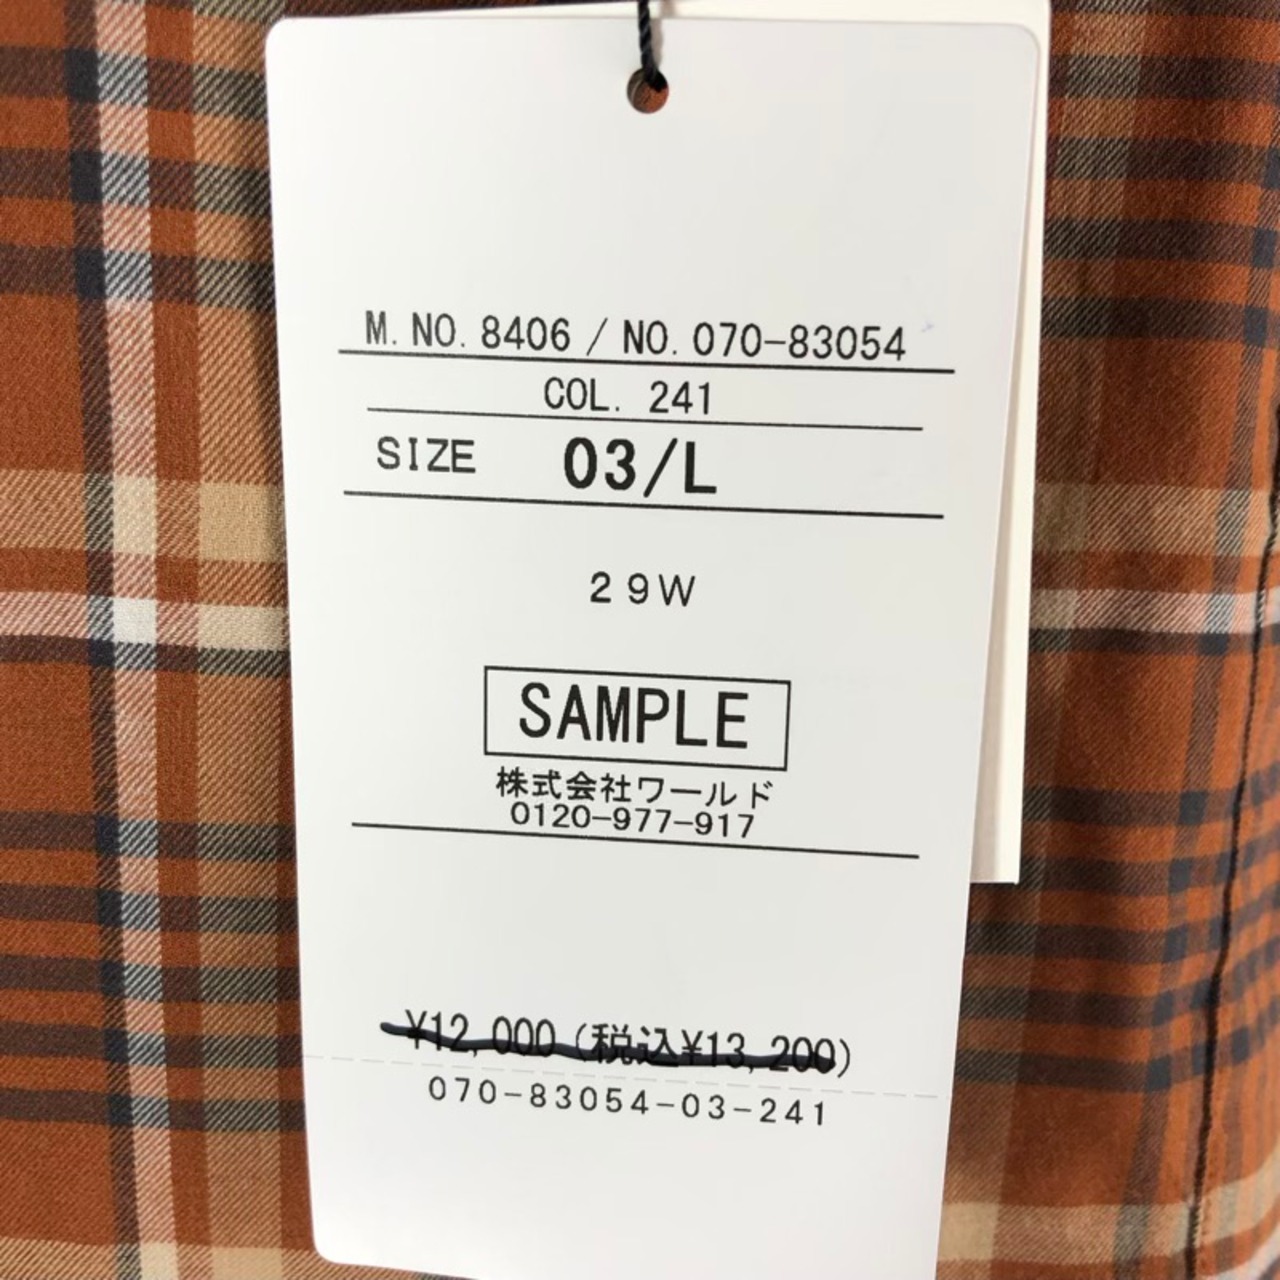 M.NO.8406 / NO.070-83054
COL. 241
SIZE 03/L
29W
SAMPLE
株式会社ワールド
0120-977-917
¥12,000(税込¥13,200)
070-83054-03-241